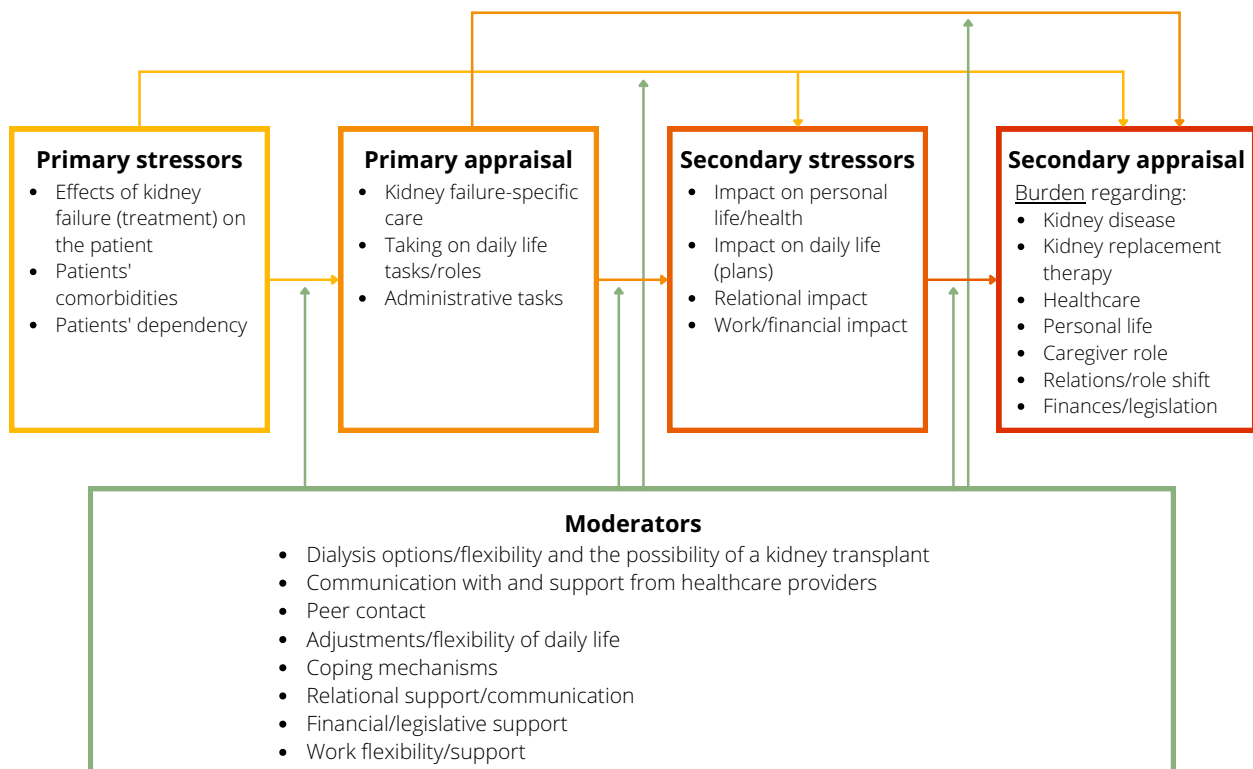 Primary stressors
• Effects of kidney
failure (treatment) on
the patient
• Patients'
comorbidities
• Patients' dependency
Primary appraisal
• Kidney failure-specific
care
• Taking on daily life
tasks/roles
• Administrative tasks
Secondary stressors
• Impact on personal
life/health
• Impact on daily life
(plans)
• Relational impact
• Work/financial impact
Secondary appraisal
Burden regarding:
• Kidney disease
• Kidney replacement
therapy
• Healthcare
• Personal life
• Caregiver role
• Relations/role shift
• Finances/legislation
Moderators
• Dialysis options/flexibility and the possibility of a kidney transplant
• Communication with and support from healthcare providers
• Peer contact
• Adjustments/flexibility of daily life
• Coping mechanisms
• Relational support/communication
• Financial/legislative support
• Work flexibility/support